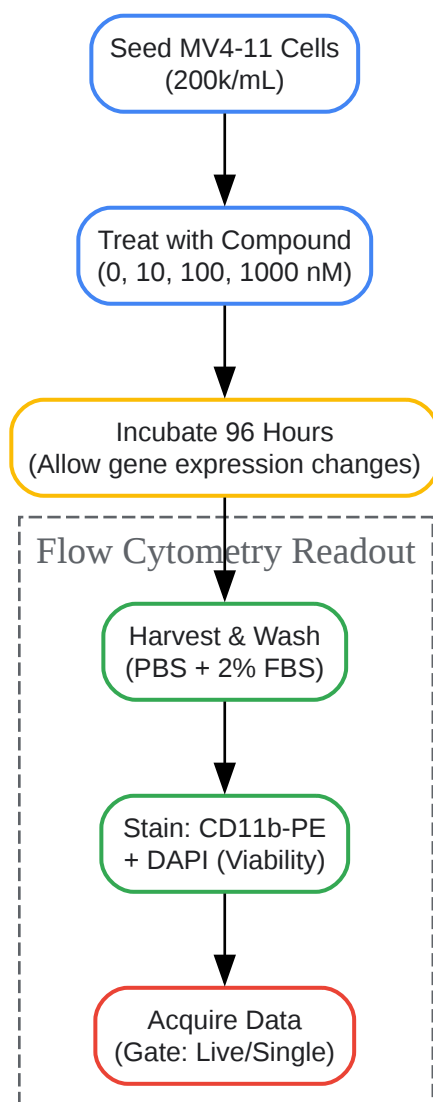 Seed MV4-11 Cells
(200k/mL)
Treat with Compound
(0, 10, 100, 1000 nM)
Incubate 96 Hours
(Allow gene expression changes)
Flow Cytometry Readout
Harvest & Wash
(PBS + 2% FBS)
Stain: CD11b-PE
+ DAPI (Viability)
Acquire Data
(Gate: Live/Single)